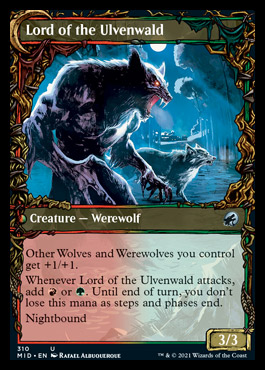 Lord of the Ulvenwald
Creature — Werewolf
Other Wolves and Werewolves you control
get +1/+1.
Whenever Lord of the Ulvenwald attacks,
add or . Until end of turn, you don't
lose this mana as steps and phases end.
Nightbound
3/3
310 U
MID • EN RAFAEL ALBUQUERQUE
™ & © 2021 Wizards of the Coast